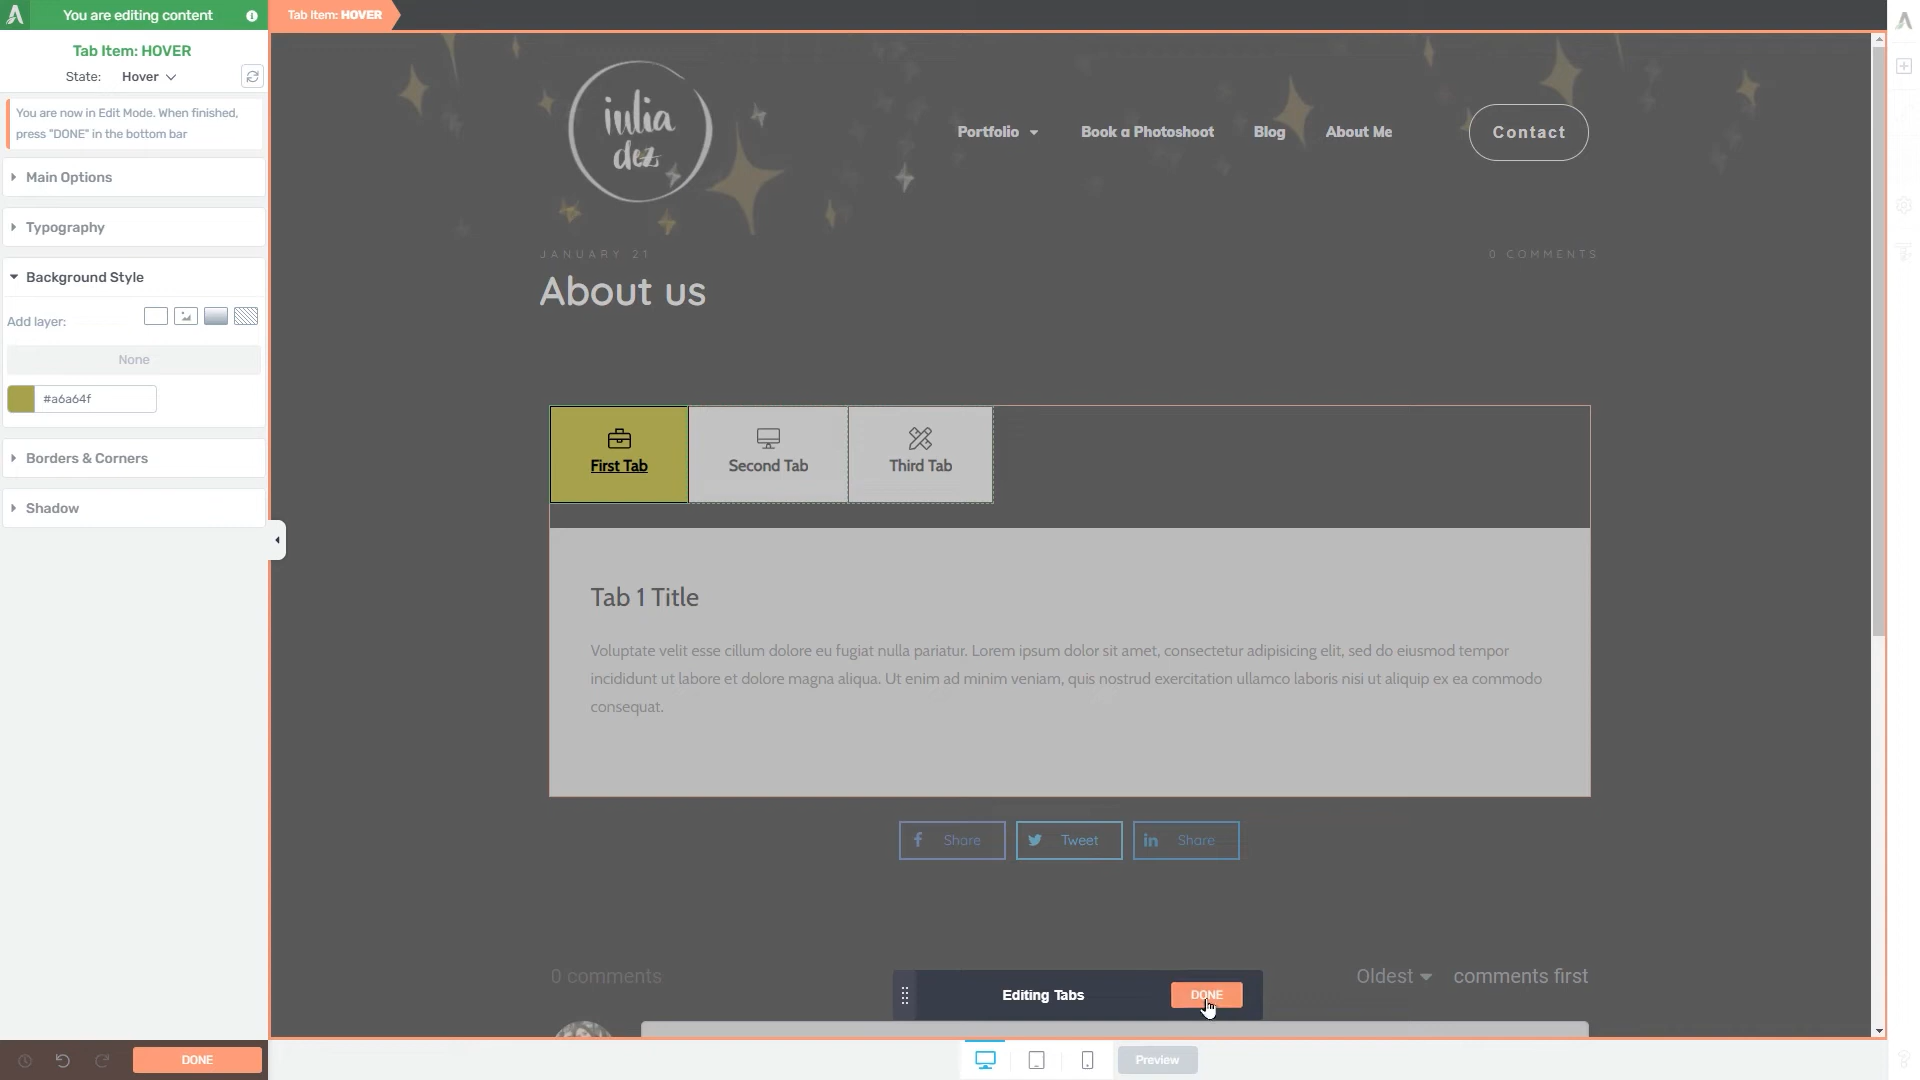 You are editing content
Tab Item: HOVER
Tab Item: HOVER
State: Hover
You are now in Edit Mode. When finished,
press "DONE" in the bottom bar
Main Options
Typography
Background Style
Add layer:
None
#a6a64f
Borders & Corners
Shadow
DONE
iulia
dez
Portfolio
Book a Photoshoot
Blog
About Me
Contact
JANUARY 21
0 COMMENTS
About us
First Tab
Second Tab
Third Tab
Tab 1 Title
Voluptate velit esse cillum dolore eu fugiat nulla pariatur. Lorem ipsum dolor sit amet, consectetur adipisicing elit, sed do eiusmod tempor
incididunt ut labore et dolore magna aliqua. Ut enim ad minim veniam, quis nostrud exercitation ullamco laboris nisi ut aliquip ex ea commodo
consequat.
Share
Tweet
Share
0 comments
Oldest comments first
Editing Tabs
DONE
Preview